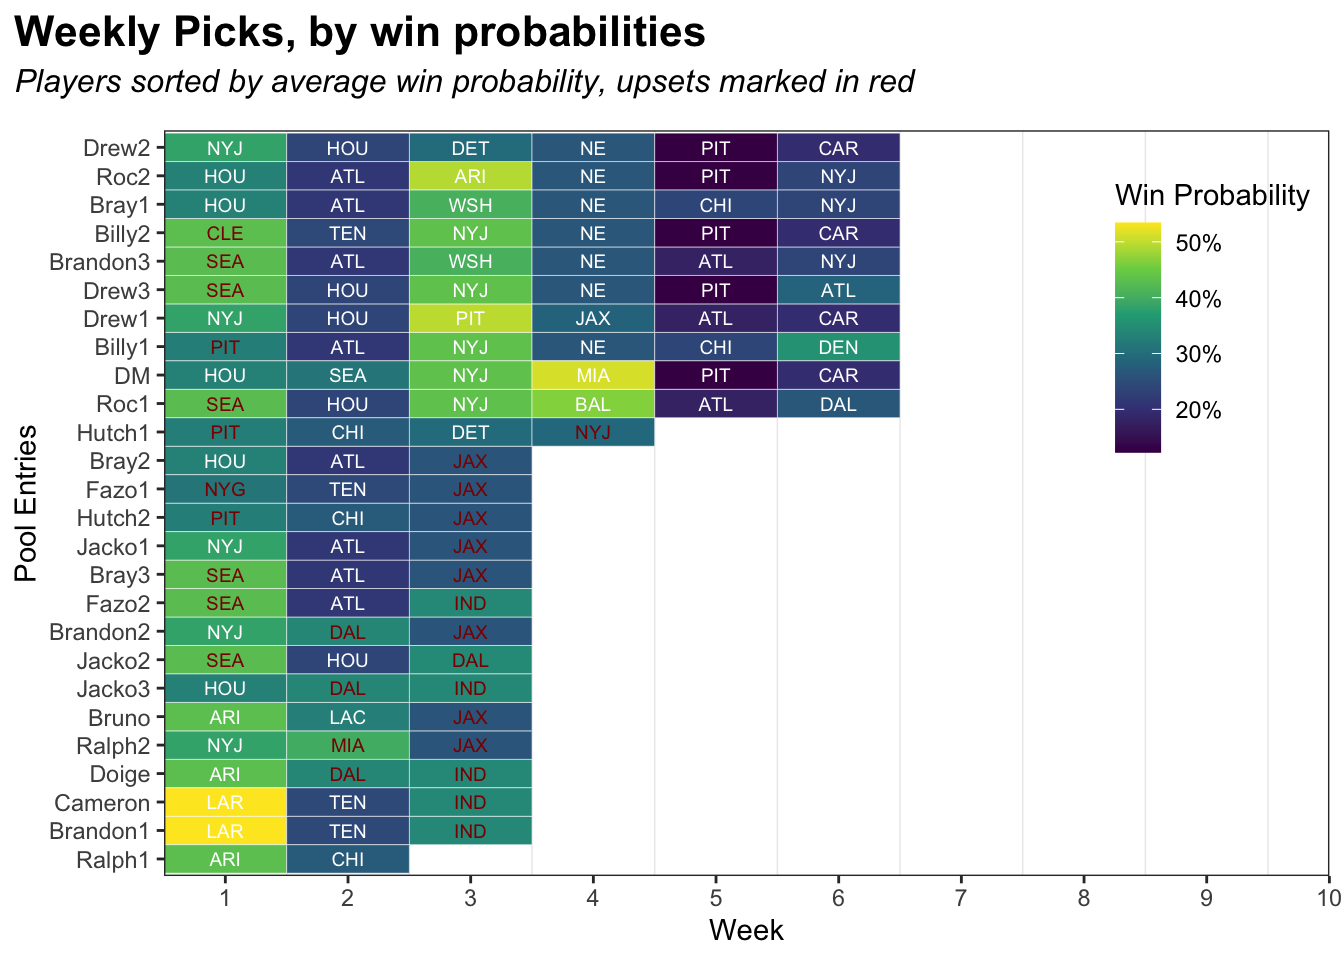 Weekly Picks, by win probabilities
Players sorted by average win probability, upsets marked in red
Drew2 NYJ HOU DET NE PIT CAR
Roc2 HOU ATL ARI NE PIT NYJ
Bray1 HOU ATL WSH NE CHI NYJ
Billy2 CLE TEN NYJ NE PIT CAR
Brandon3 SEA ATL WSH NE ATL NYJ
Drew3 SEA HOU NYJ NE PIT ATL
Drew1 NYJ HOU PIT JAX ATL CAR
Billy1 PIT ATL NYJ NE CHI DEN
DM HOU SEA NYJ MIA PIT CAR
Roc1 SEA HOU NYJ BAL ATL DAL
Hutch1 PIT CHI DET NYJ
Bray2 HOU ATL JAX
Fazo1 NYG TEN JAX
Hutch2 PIT CHI JAX
Jacko1 NYJ ATL JAX
Bray3 SEA ATL JAX
Fazo2 SEA ATL IND
Brandon2 NYJ DAL JAX
Jacko2 SEA HOU DAL
Jacko3 HOU DAL IND
Bruno ARI LAC JAX
Ralph2 NYJ MIA JAX
Doige ARI DAL IND
Cameron LAR TEN IND
Brandon1 LAR TEN IND
Ralph1 ARI CHI
1 2 3 4 5 6 7 8 9 10
Week
Pool Entries
Win Probability
50%
40%
30%
20%